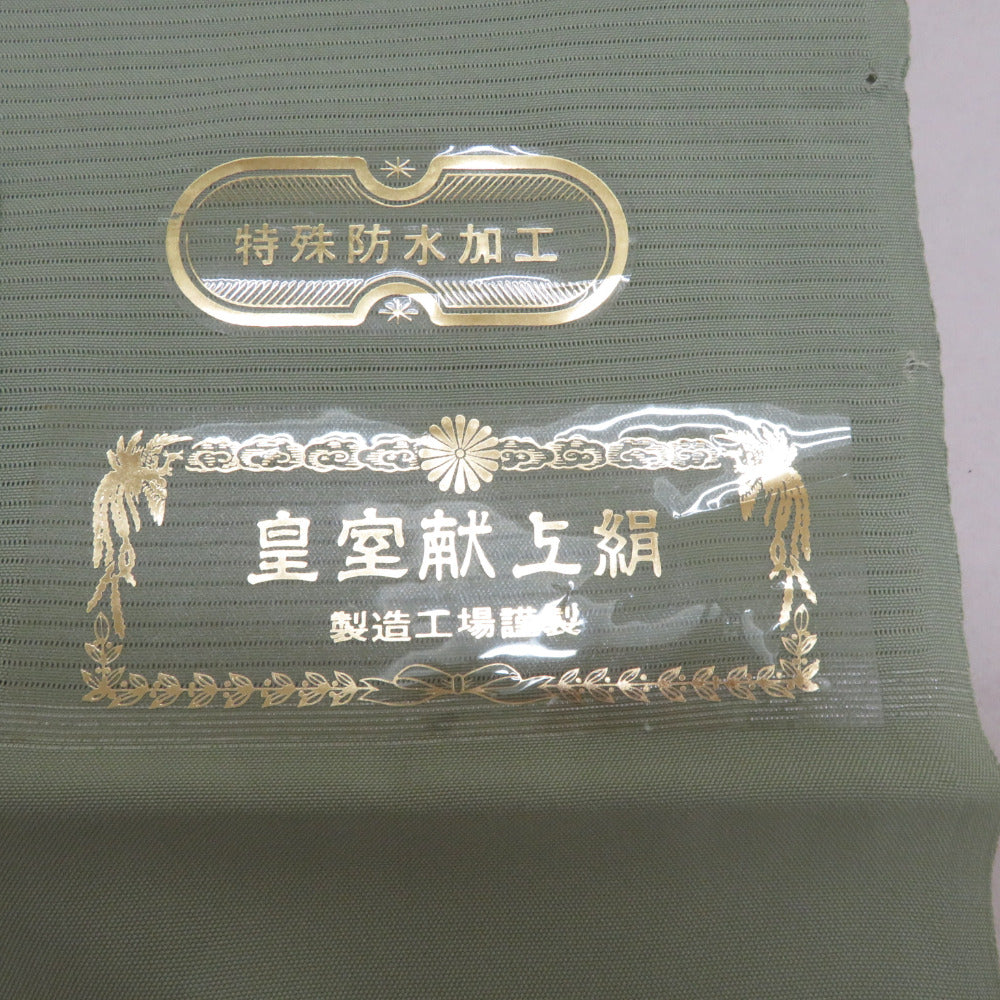 特殊防水加工
皇室献上絹
製造工場謹製